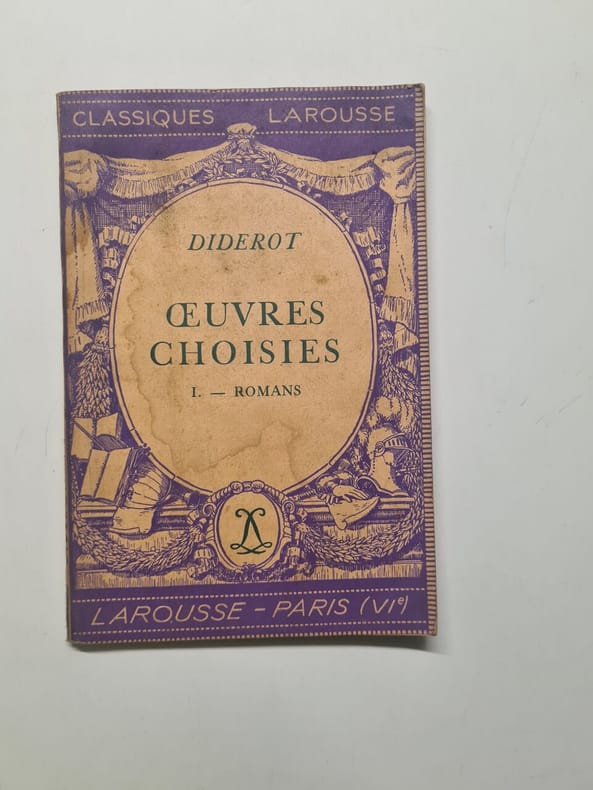 CLASSIQUES LAROUSSE
DIDEROT
ŒUVRES
CHOISIES
I. — ROMANS
LAROUSSE – PARIS (VIe)